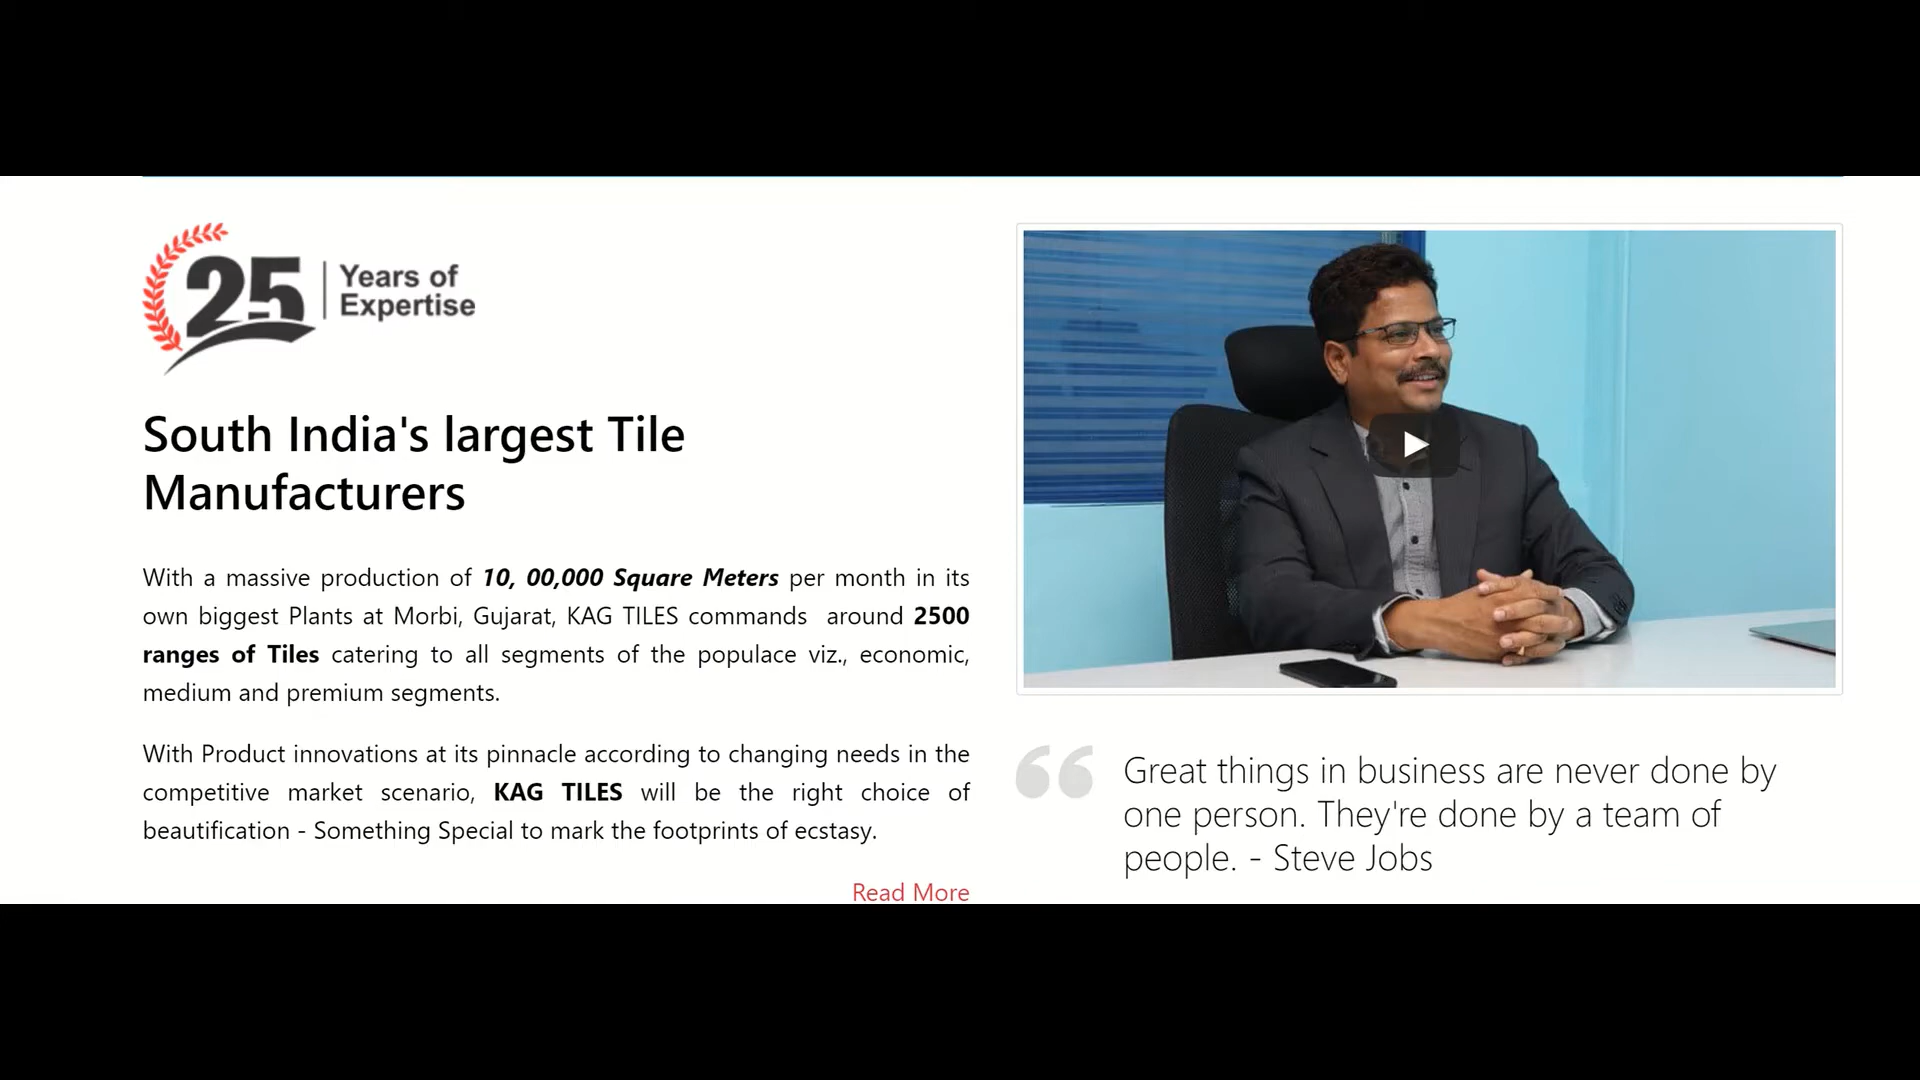 25
Years of
Expertise
South India's largest Tile
Manufacturers
With a massive production of 10, 00,000 Square Meters per month in its
own biggest Plants at Morbi, Gujarat, KAG TILES commands around 2500
ranges of Tiles catering to all segments of the populace viz., economic,
medium and premium segments.
With Product innovations at its pinnacle according to changing needs in the
competitive market scenario, KAG TILES will be the right choice of
beautification - Something Special to mark the footprints of ecstasy.
Read More
“ Great things in business are never done by
one person. They're done by a team of
people. - Steve Jobs